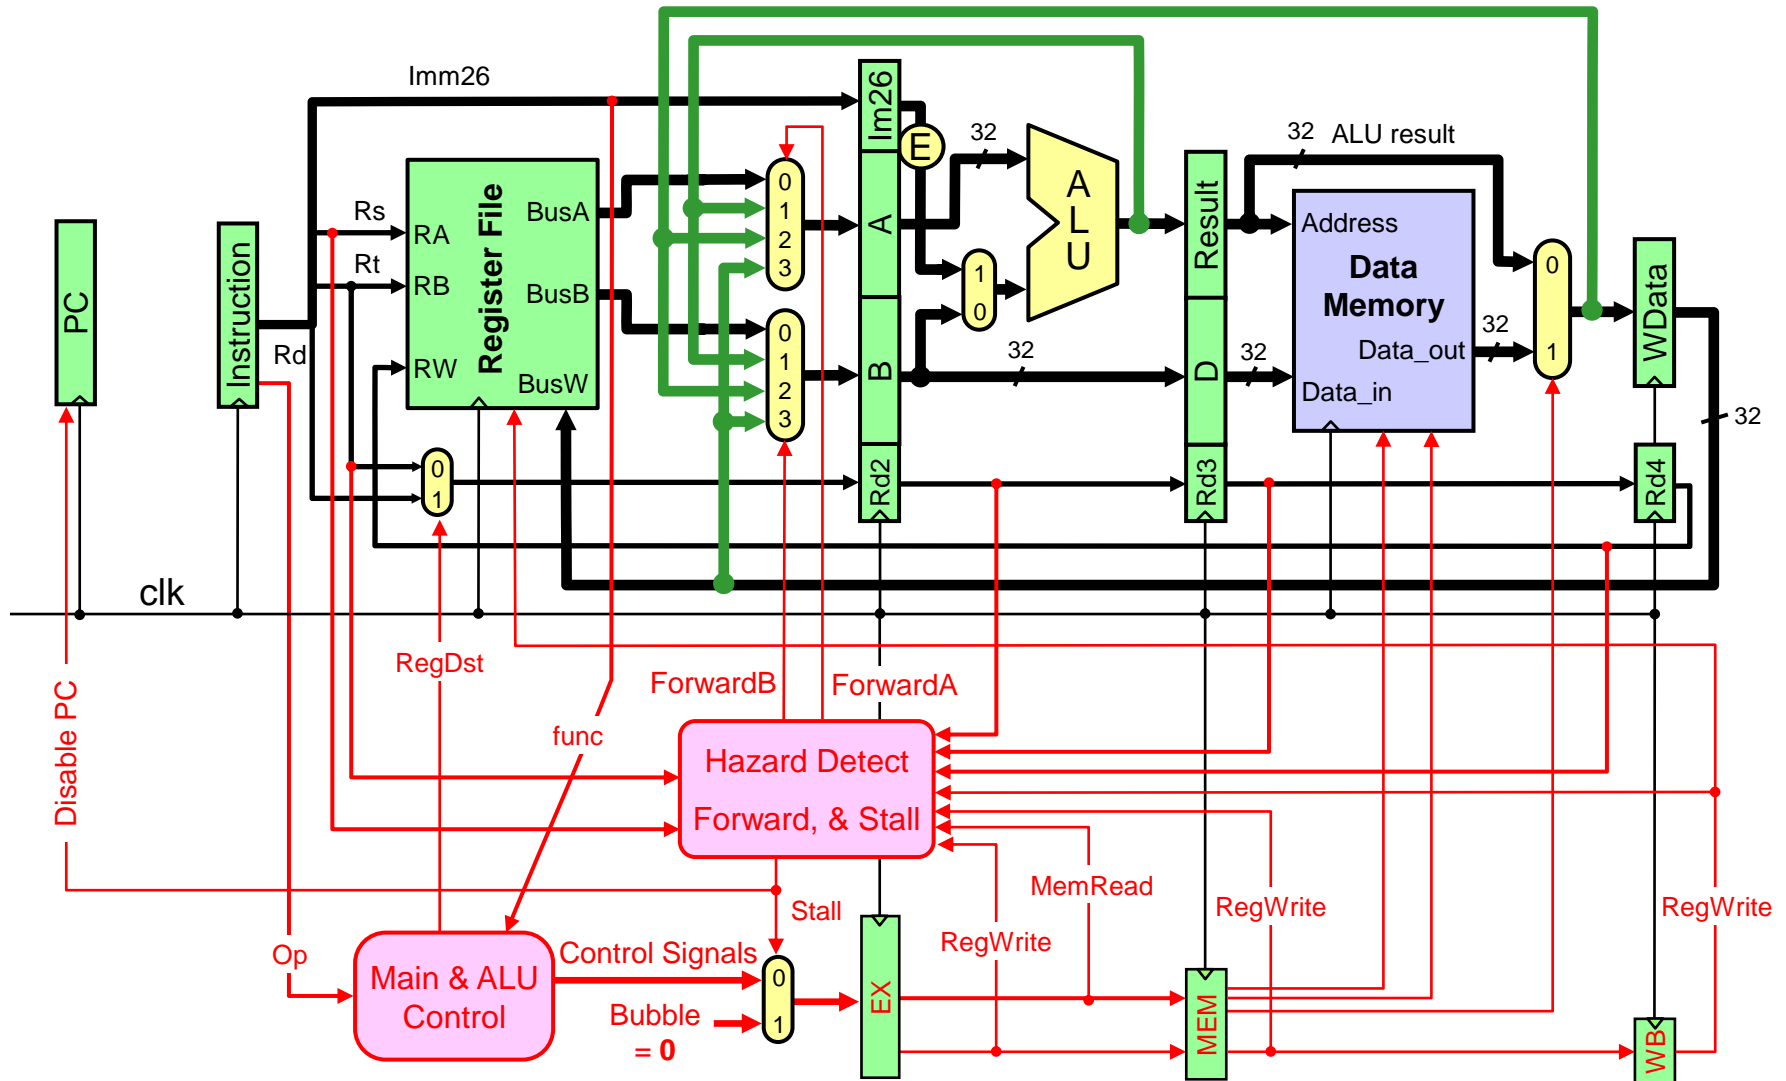 Imm26
Im26
E
32
A
L
U
32
ALU result
Register File
Rs
RA
BusA
Rt
RB
BusB
Rd
RW
BusW
PC
Instruction
0
1
2
3
0
1
2
3
A
B
1
0
32
Result
D
32
Address
Data
Memory
Data_out
Data_in
32
0
1
WData
32
0
1
Rd2
Rd3
Rd4
clk
RegDst
Disable PC
func
ForwardB
ForwardA
Hazard Detect
Forward, & Stall
Stall
MemRead
RegWrite
RegWrite
RegWrite
Op
Main & ALU
Control
Control Signals
Bubble
= 0
0
1
EX
MEM
WB